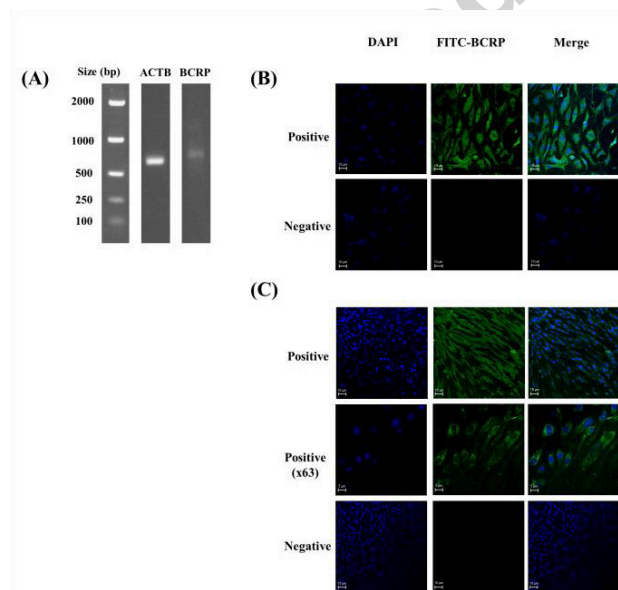 DAPI FITC-BCRP Merge
(A) Size (bp) ACTB BCRP
2000
1000
500
250
100
(B)
Positive
Negative
(C)
Positive
Positive
(x63)
Negative